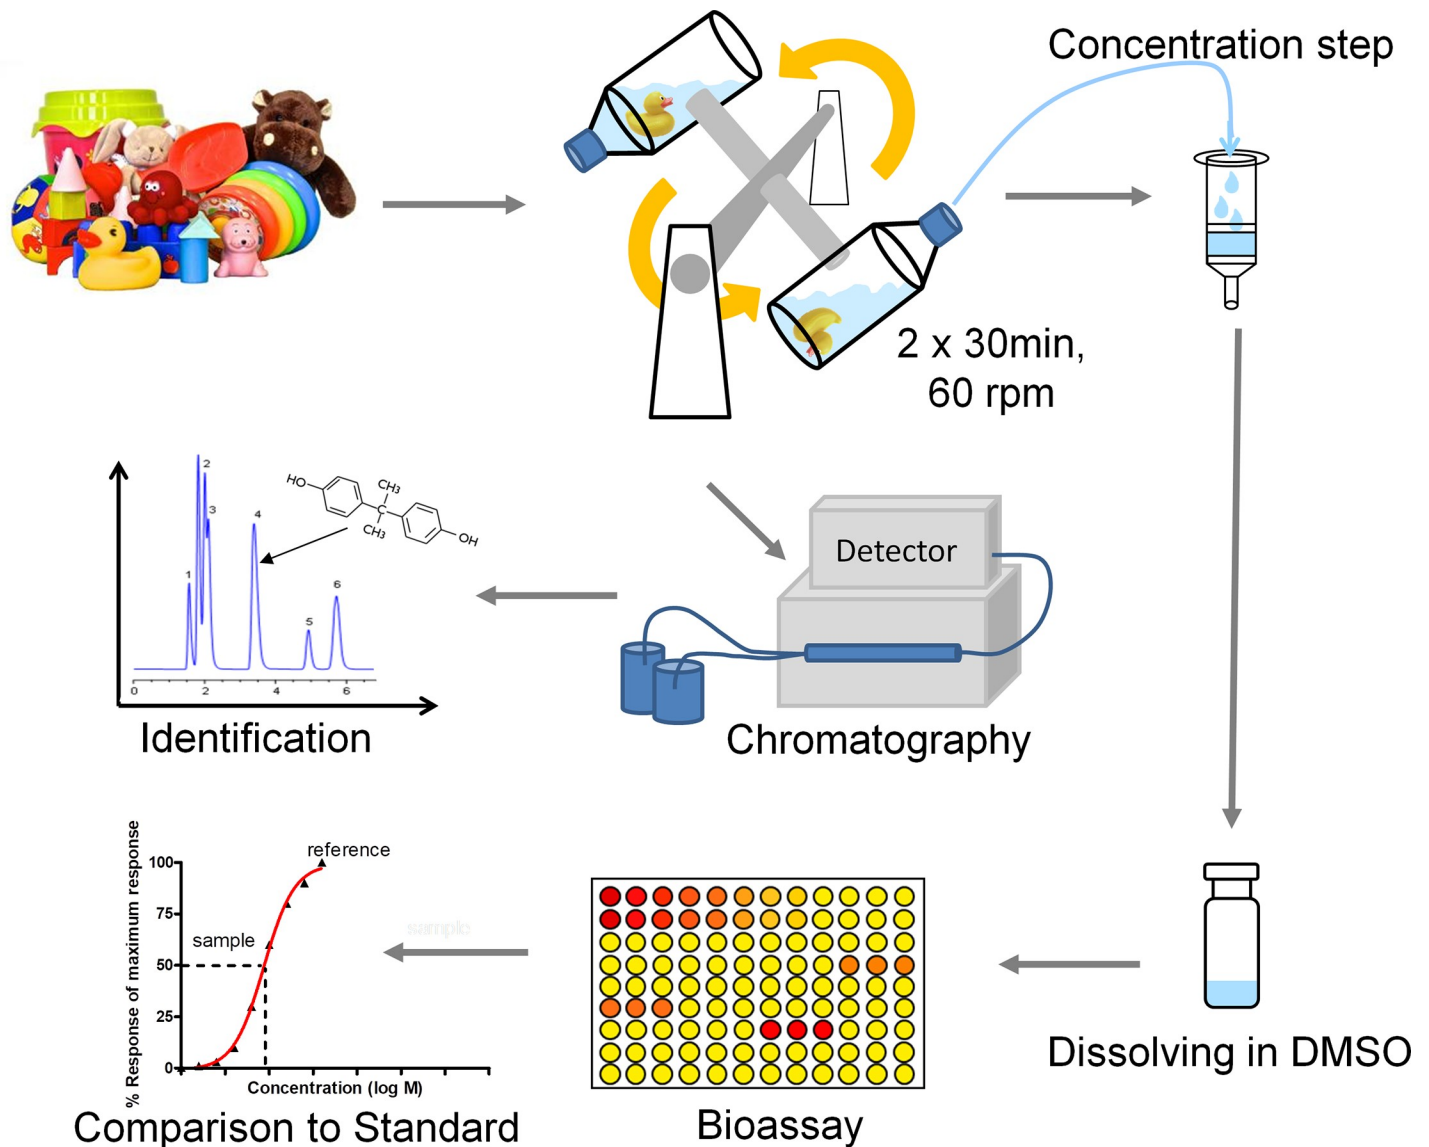 Concentration step
2 x 30min,
60 rpm
Detector
Chromatography
1
2
3
4
5
6
HO
CH3
CH3
OH
0 2 4 6
Identification
Dissolving in DMSO
Bioassay
sample
% Response of maximum response
100
75
50
25
0
reference
sample
Concentration (log M)
Comparison to Standard